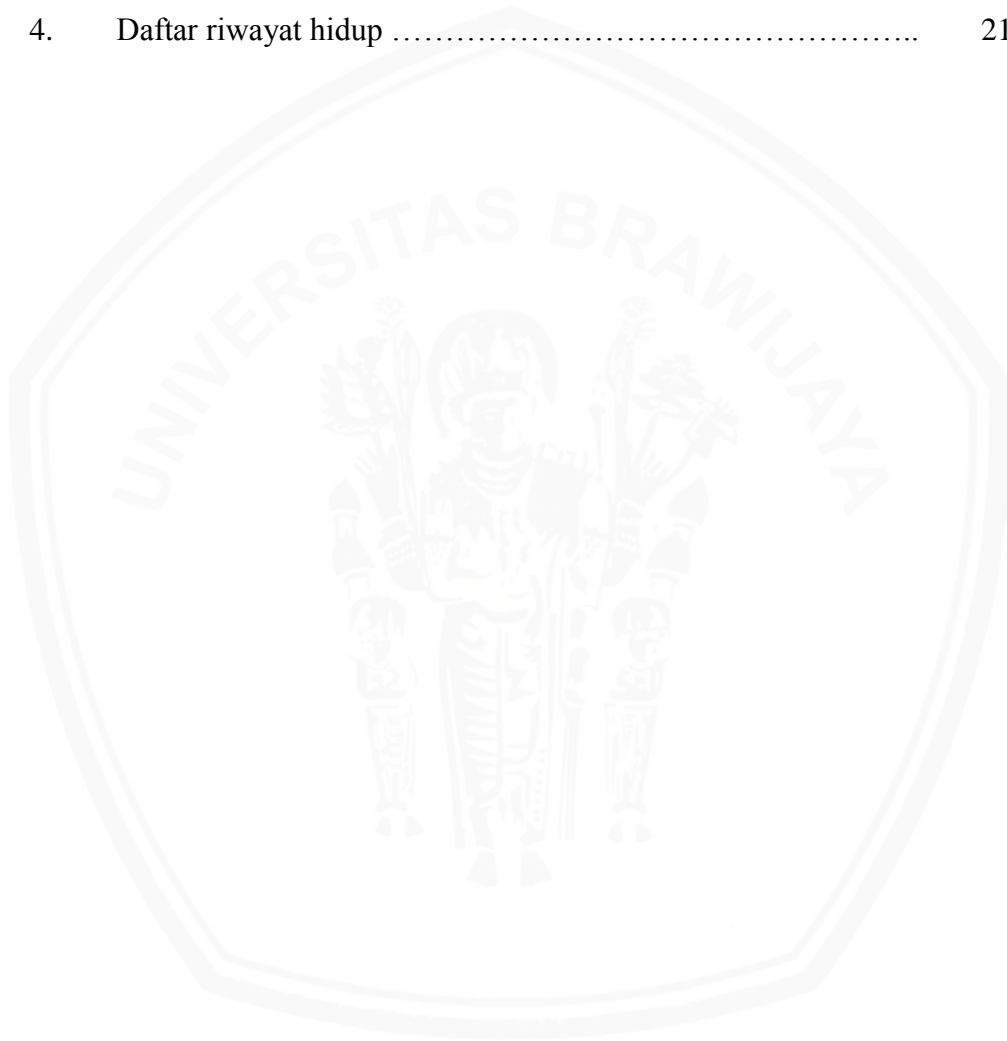 4. Daftar riwayat hidup …………………………………………….. 21
UNIVERSITAS BRAWIJAYA